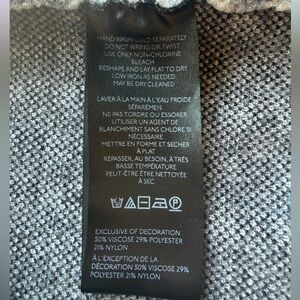 HAND WASH COLD SEPARATELY
DO NOT WRING OR TWIST
USE ONLY NON-CHLORINE
BLEACH
RESHAPE AND LAY FLAT TO DRY
LOW IRON AS NEEDED
MAY BE DRY CLEANED
LAVER À LA MAIN À L'EAU FROIDE
SÉPARÉMEN
NE PAS TORDRE OU ESSORER
UTILISER UN AGENT DE
BLANCHIMENT SANS CHLORE SI
NÉCESSAIRE
METTRE EN FORME ET SECHER
À PLAT
REPASSER, AU BESOIN, À TRÈS
BASSE TEMPÉRATURE
PEUT-ÊTRE ÊTRE NETTOYÉE
À SEC
EXCLUSIVE OF DECORATION
50% VISCOSE 29% POLYESTER
21% NYLON
À L'EXCEPTION DE LA
DÉCORATION 50% VISCOSE
29% POLYESTER 21% NYLON